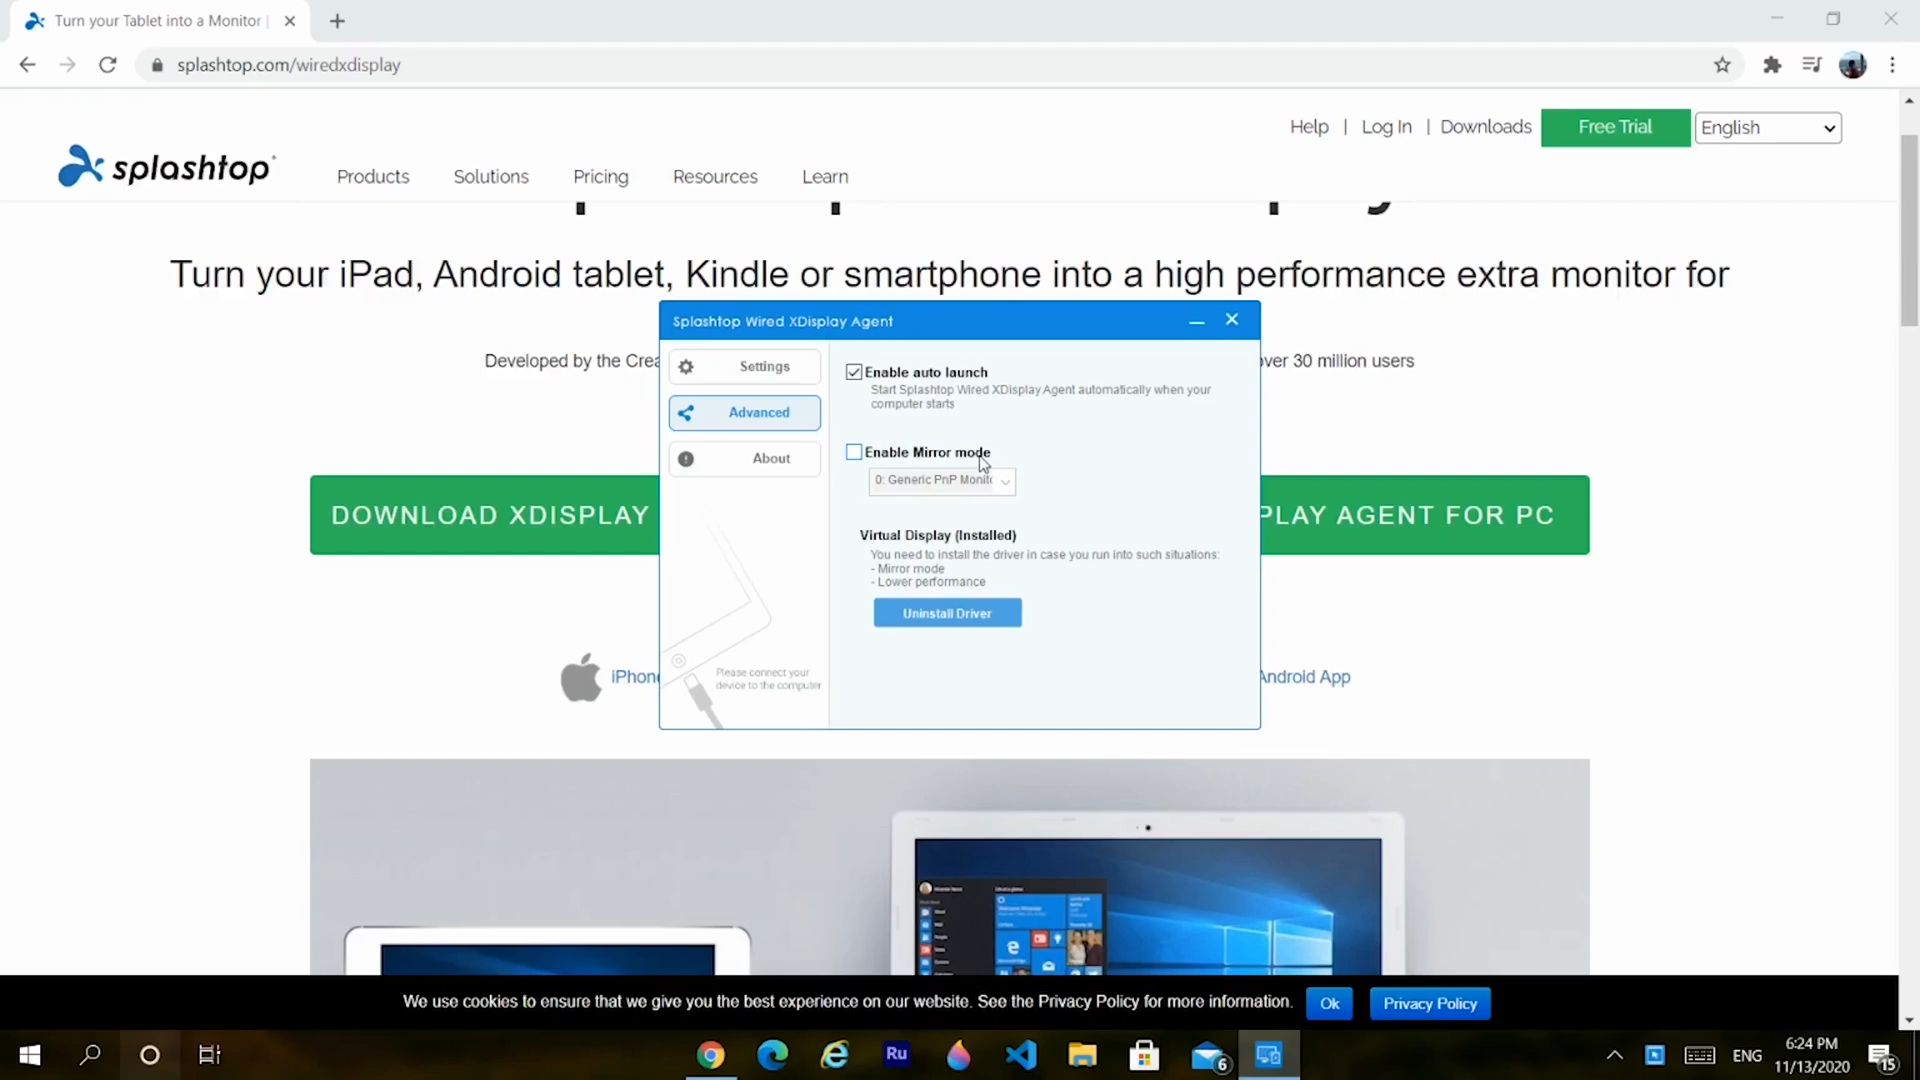 Turn your Tablet into a Monitor |
splashtop.com/wiredxdisplay
Help | Log In | Downloads Free Trial English
splashtop
Products Solutions Pricing Resources Learn
Turn your iPad, Android tablet, Kindle or smartphone into a high performance extra monitor for
Developed by the Crea
over 30 million users
DOWNLOAD XDISPLAY
PLAY AGENT FOR PC
iPhone
Android App
Splashtop Wired XDisplay Agent
Settings
Advanced
About
Please connect your
device to the computer
Enable auto launch
Start Splashtop Wired XDisplay Agent automatically when your
computer starts
Enable Mirror mode
0: Generic PnP Monito
Virtual Display (Installed)
You need to install the driver in case you run into such situations:
- Mirror mode
- Lower performance
Uninstall Driver
We use cookies to ensure that we give you the best experience on our website. See the Privacy Policy for more information. Ok Privacy Policy
Ru
6
ENG
6:24 PM
11/13/2020
15